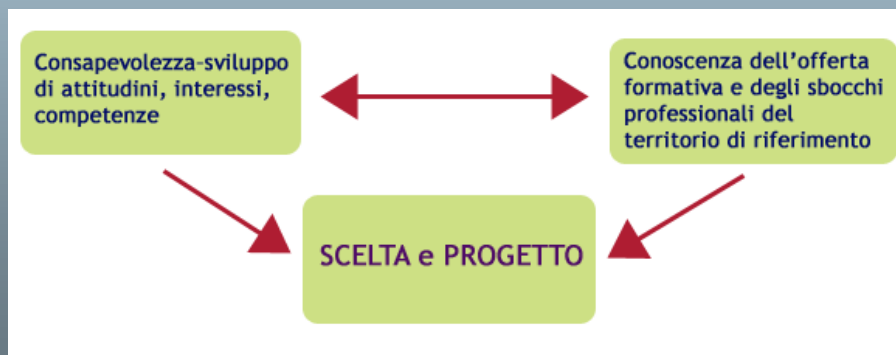 Consapevolezza-sviluppo
di attitudini, interessi,
competenze
Conoscenza dell'offerta
formativa e degli sbocchi
professionali del
territorio di riferimento
SCELTA e PROGETTO